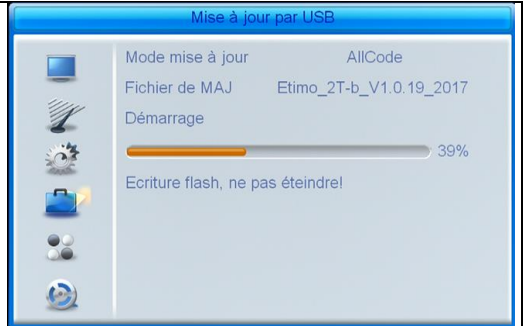 Mise à jour par USB
Mode mise à jour AllCode
Fichier de MAJ Etimo_2T-b_V1.0.19_2017
Démarrage
39%
Ecriture flash, ne pas éteindre!